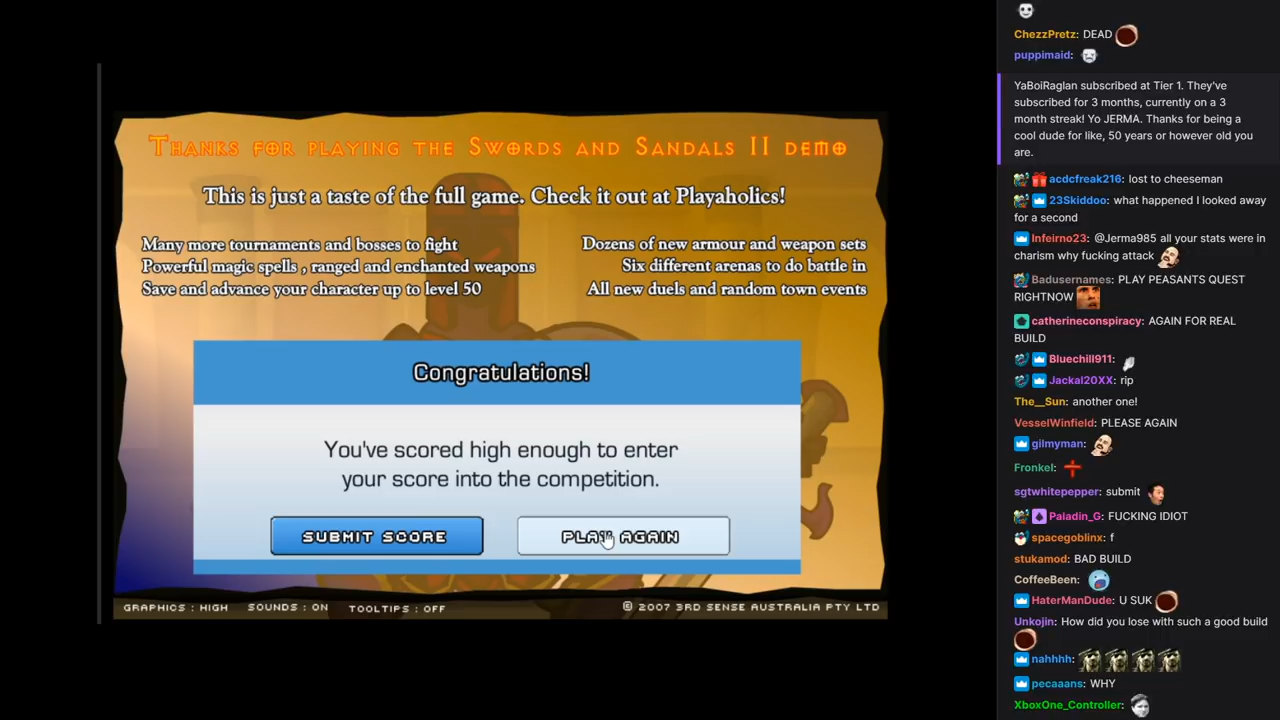 THANKS FOR PLAYING THE SWORDS AND SANDALS II DEMO
This is just a taste of the full game. Check it out at Playaholics!
Many more tournaments and bosses to fight
Powerful magic spells , ranged and enchanted weapons
Save and advance your character up to level 50
Dozens of new armour and weapon sets
Six different arenas to do battle in
All new duels and random town events
Congratulations!
You've scored high enough to enter
your score into the competition.
SUBMIT SCORE
PLAY AGAIN
GRAPHICS : HIGH
SOUNDS : ON
TOOLTIPS : OFF
© 2007 3RD SENSE AUSTRALIA PTY LTD
ChezzPretz: DEAD
puppimaid:
YaBoiRaglan subscribed at Tier 1. They've
subscribed for 3 months, currently on a 3
month streak! Yo JERMA. Thanks for being a
cool dude for like, 50 years or however old you
are.
acdcfreak216: lost to cheeseman
23Skiddoo: what happened I looked away
for a second
Infeirno23: @Jerma985 all your stats were in
charism why fucking attack
Badusernames: PLAY PEASANTS QUEST
RIGHTNOW
catherineconspiracy: AGAIN FOR REAL
BUILD
Bluechill911:
Jackal20XX: rip
The__Sun: another one!
VesselWinfield: PLEASE AGAIN
gilmyman:
Fronkel:
sgtwhitepepper: submit
Paladin_G: FUCKING IDIOT
spacegoblinx: f
stukamod: BAD BUILD
CoffeeBeen:
HaterManDude: U SUK
Unkojin: How did you lose with such a good build
nahhhh:
pecaaans: WHY
XboxOne_Controller: